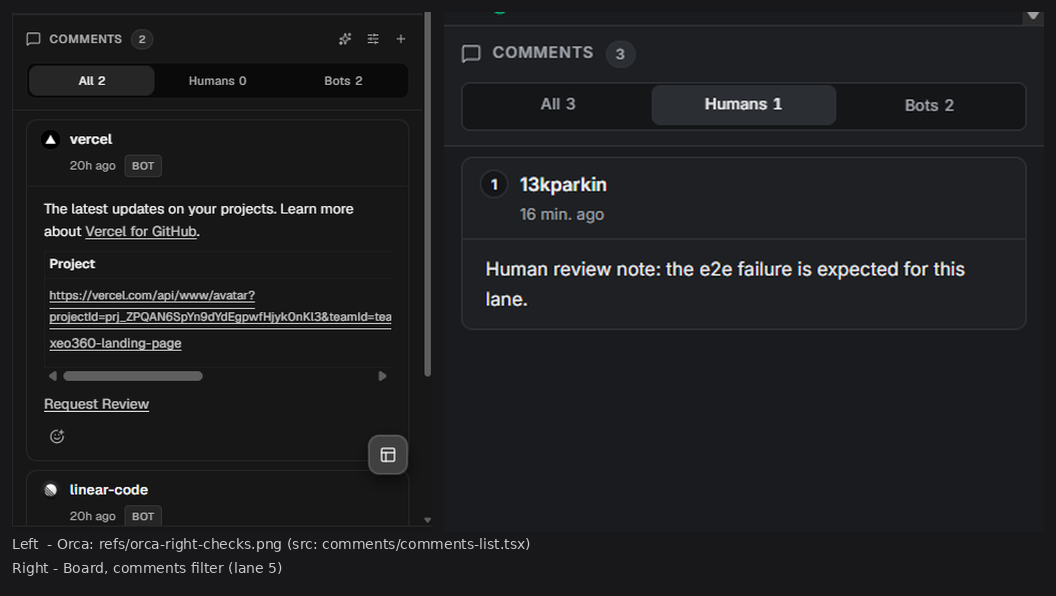 COMMENTS 2
All 2 Humans 0 Bots 2
vercel
20h ago BOT
The latest updates on your projects. Learn more
about Vercel for GitHub.
Project
https://vercel.com/api/www/avatar?
projectId=prj_ZPQAN6SpYn9dYdEgpwfHjyk0nKl3&teamId=tea
xeo360-landing-page
Request Review
linear-code
20h ago BOT
COMMENTS 3
All 3 Humans 1 Bots 2
1 13kparkin
16 min. ago
Human review note: the e2e failure is expected for this
lane.
Left - Orca: refs/orca-right-checks.png (src: comments/comments-list.tsx)
Right - Board, comments filter (lane 5)